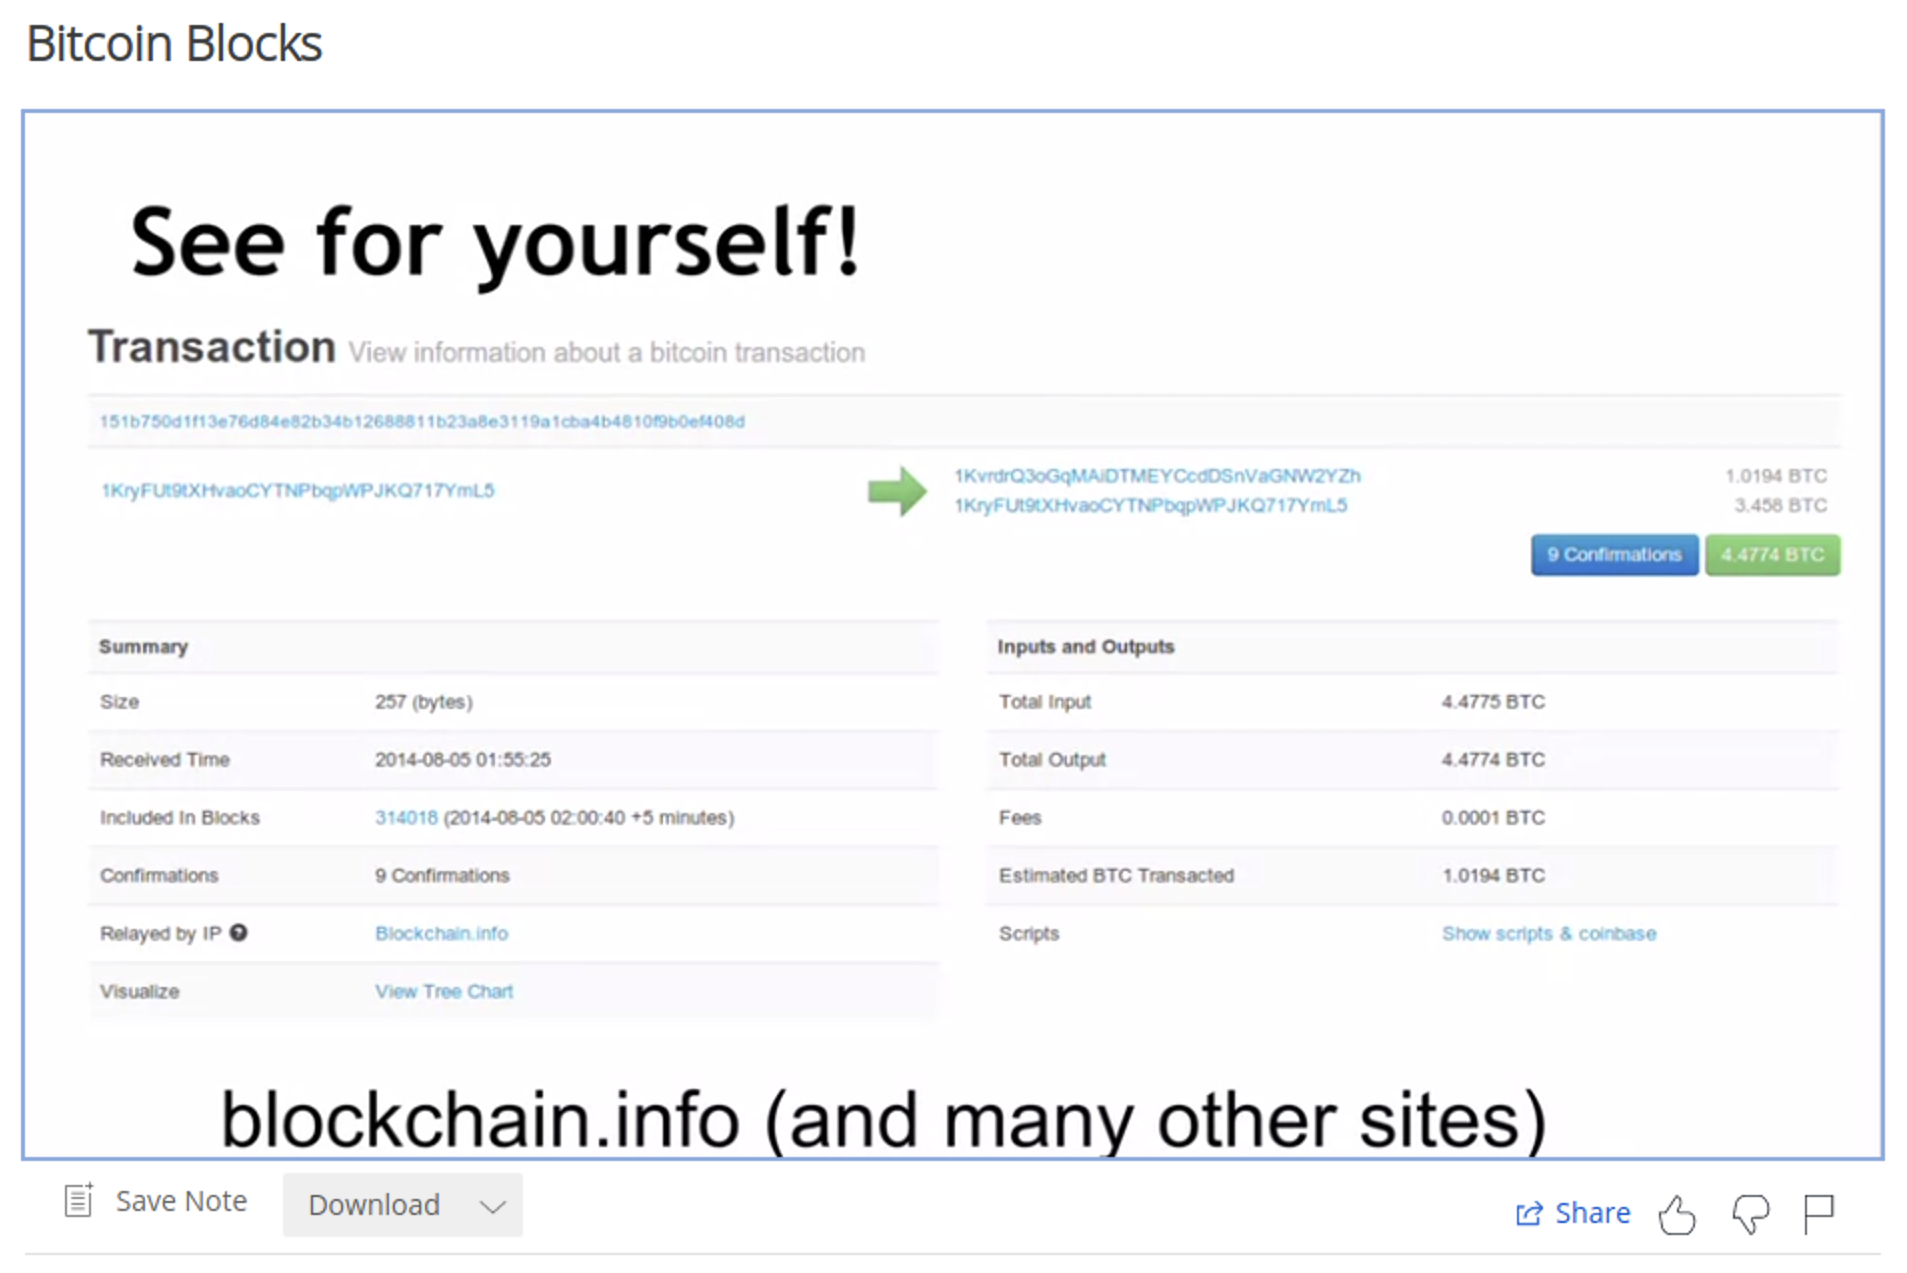 Bitcoin Blocks
See for yourself!
Transaction View information about a bitcoin transaction
151b750d1f13e76d84e82b34b12688811b23a8e3119a1cba4b4810f9b0ef408d
1KryFUt9tXHvaoCYTNPbqpWPJKQ717YmL5
1KvrdrQ3oGqMAiDTMEYCcdDSnVaGNW2YZh 1.0194 BTC
1KryFUt9tXHvaoCYTNPbqpWPJKQ717YmL5 3.458 BTC
9 Confirmations 4.4774 BTC
Summary
Size 257 (bytes)
Received Time 2014-08-05 01:55:25
Included In Blocks 314018 (2014-08-05 02:00:40 +5 minutes)
Confirmations 9 Confirmations
Relayed by IP Blockchain.info
Visualize View Tree Chart
Inputs and Outputs
Total Input 4.4775 BTC
Total Output 4.4774 BTC
Fees 0.0001 BTC
Estimated BTC Transacted 1.0194 BTC
Scripts Show scripts & coinbase
blockchain.info (and many other sites)
Save Note Download Share